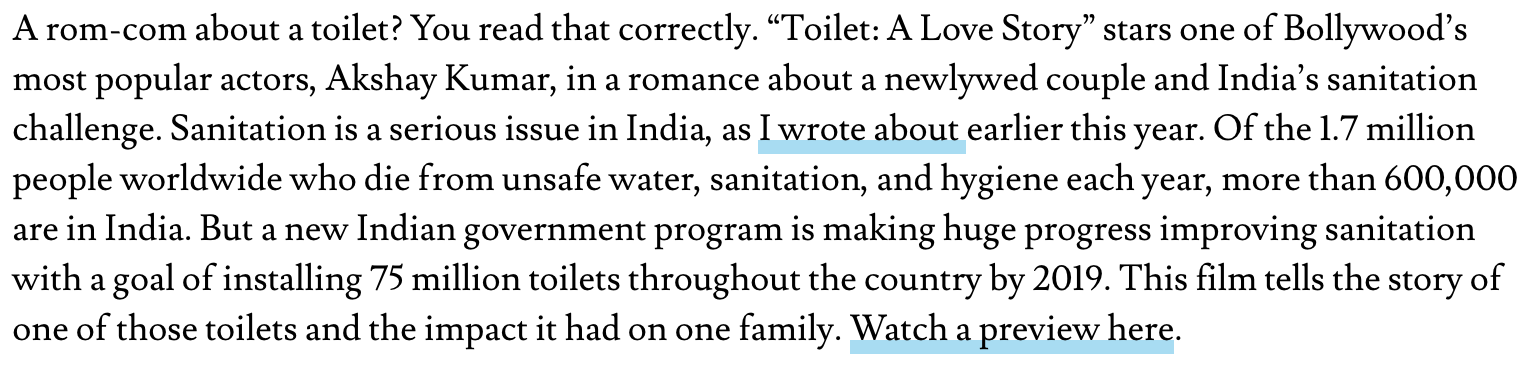 A rom-com about a toilet? You read that correctly. “Toilet: A Love Story” stars one of Bollywood’s
most popular actors, Akshay Kumar, in a romance about a newlywed couple and India’s sanitation
challenge. Sanitation is a serious issue in India, as I wrote about earlier this year. Of the 1.7 million
people worldwide who die from unsafe water, sanitation, and hygiene each year, more than 600,000
are in India. But a new Indian government program is making huge progress improving sanitation
with a goal of installing 75 million toilets throughout the country by 2019. This film tells the story of
one of those toilets and the impact it had on one family. Watch a preview here.